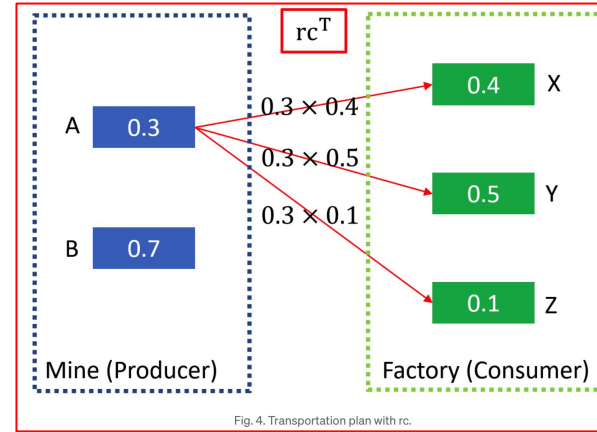 rcᵀ
A
0.3
B
0.7
Mine (Producer)
0.3 × 0.4
0.3 × 0.5
0.3 × 0.1
0.4
X
0.5
Y
0.1
Z
Factory (Consumer)
Fig. 4. Transportation plan with rc.